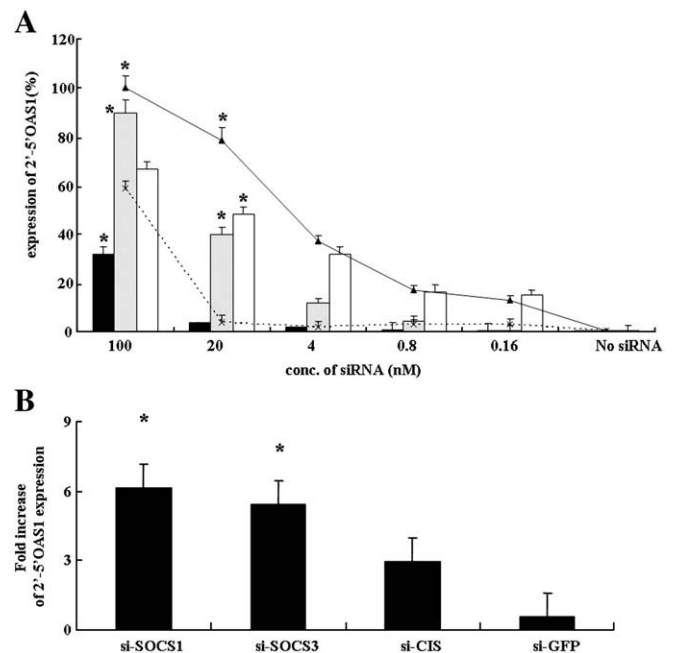 A
120
100
80
60
40
20
0
expression of 2'-5'OAS1(%)
* * * * * *
100 20 4 0.8 0.16 No siRNA
conc. of siRNA (nM)
B
9
6
3
0
Fold increase
of 2'-5'OAS1 expression
* *
si-SOCS1 si-SOCS3 si-CIS si-GFP